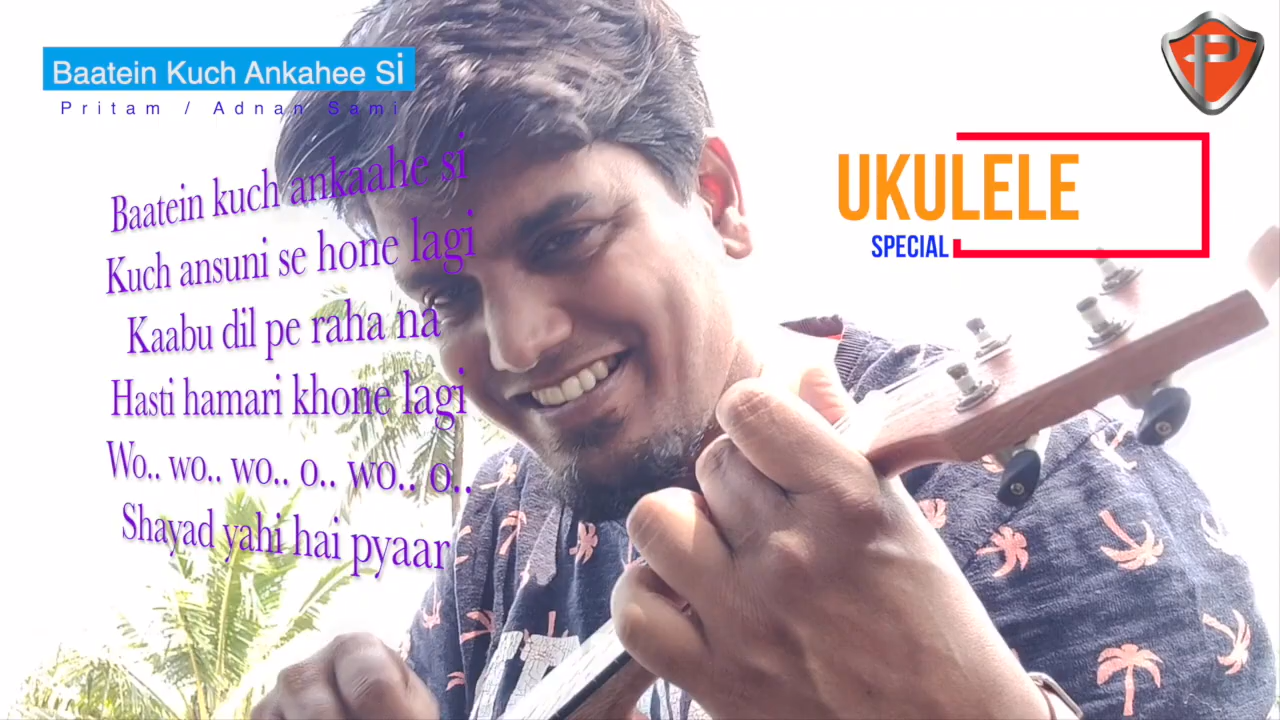 Baatein Kuch Ankahee Si
Pritam / Adnan Sami
Baatein kuch ankaahe si
Kuch ansuni se hone lagi
Kaabu dil pe raha na
Hasti hamari khone lagi
Wo.. wo.. wo.. o.. wo.. o..
Shayad yahi hai pyaar
P
UKULELE
SPECIAL